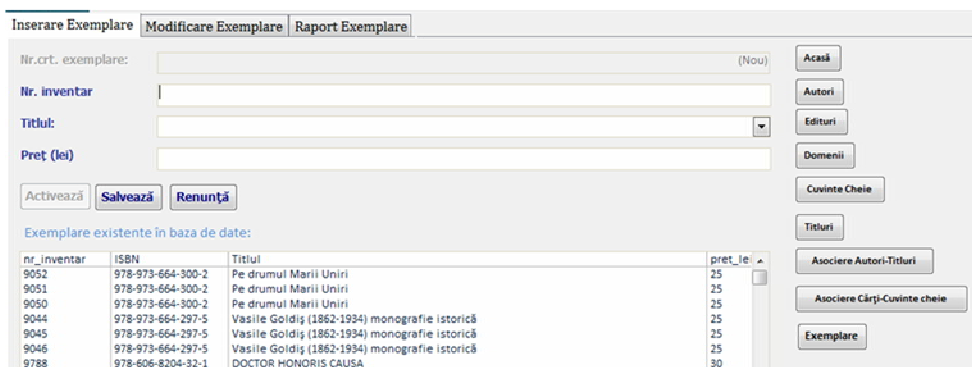 Inserare Exemplare Modificare Exemplare Raport Exemplare
Nr.crt. exemplare: (Nou)
Nr. inventar
Titlul:
Preț (lei)
Activează Salvează Renunță
Exemplare existente în baza de date:
nr_inventar ISBN Titlul pret_lei
9052 978-973-664-300-2 Pe drumul Marii Uniri 25
9051 978-973-664-300-2 Pe drumul Marii Uniri 25
9050 978-973-664-300-2 Pe drumul Marii Uniri 25
9044 978-973-664-297-5 Vasile Goldiș (1862-1934) monografie istorică 25
9045 978-973-664-297-5 Vasile Goldiș (1862-1934) monografie istorică 25
9046 978-973-664-297-5 Vasile Goldiș (1862-1934) monografie istorică 25
9788 978-606-8204-32-1 DOCTOR HONORIS CAUSA 30
Acasă
Autori
Edituri
Domenii
Cuvinte Cheie
Titluri
Asociere Autori-Titluri
Asociere Cărți-Cuvinte cheie
Exemplare